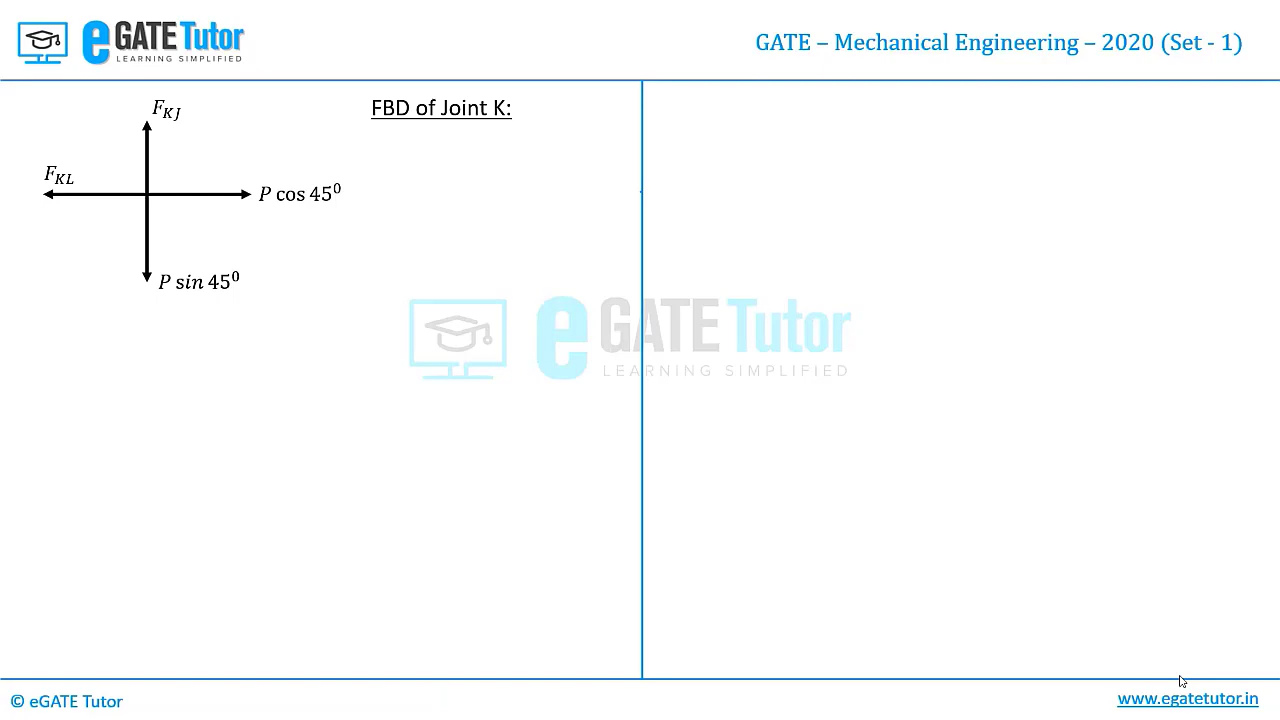 eGATE Tutor
LEARNING SIMPLIFIED
GATE – Mechanical Engineering – 2020 (Set - 1)
FBD of Joint K:
F_KJ
F_KL
P cos 45⁰
P sin 45⁰
eGATE Tutor
LEARNING SIMPLIFIED
© eGATE Tutor
www.egatetutor.in